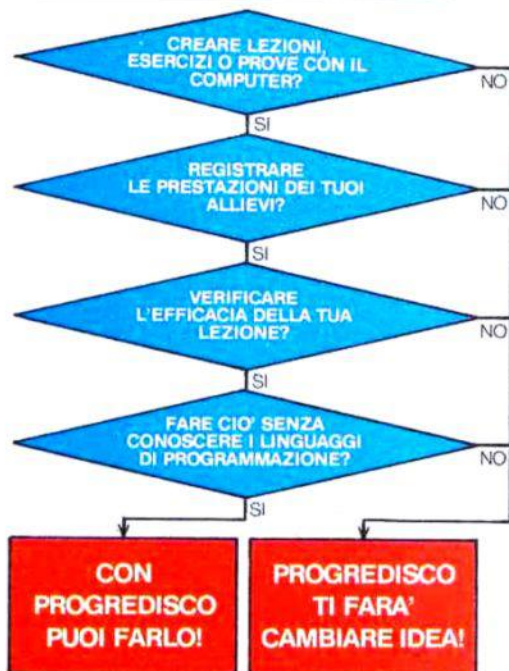 CREARE LEZIONI,
ESERCIZI O PROVE CON IL
COMPUTER?
NO
SI
REGISTRARE
LE PRESTAZIONI DEI TUOI
ALLIEVI?
NO
SI
VERIFICARE
L'EFFICACIA DELLA TUA
LEZIONE?
NO
SI
FARE CIO' SENZA
CONOSCERE I LINGUAGGI
DI PROGRAMMAZIONE?
NO
SI
CON
PROGREDISCO
PUOI FARLO!
PROGREDISCO
TI FARA'
CAMBIARE IDEA!